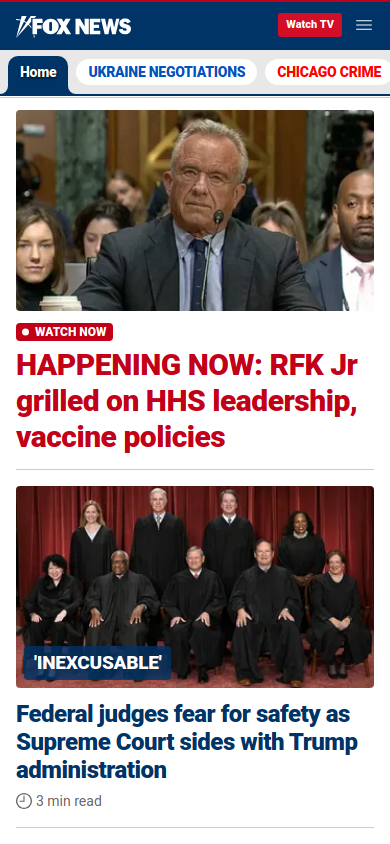 FOX NEWS
Watch TV
Home
UKRAINE NEGOTIATIONS
CHICAGO CRIME
WATCH NOW
HAPPENING NOW: RFK Jr
grilled on HHS leadership,
vaccine policies
'INEXCUSABLE'
Federal judges fear for safety as
Supreme Court sides with Trump
administration
3 min read